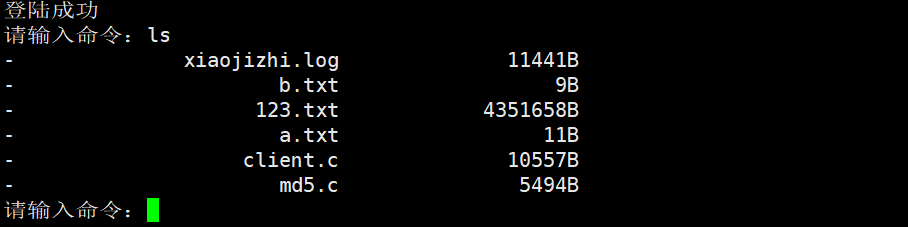 登陆成功
请输入命令：ls
- xiaojizhi.log 11441B
- b.txt 9B
- 123.txt 4351658B
- a.txt 11B
- client.c 10557B
- md5.c 5494B
请输入命令：